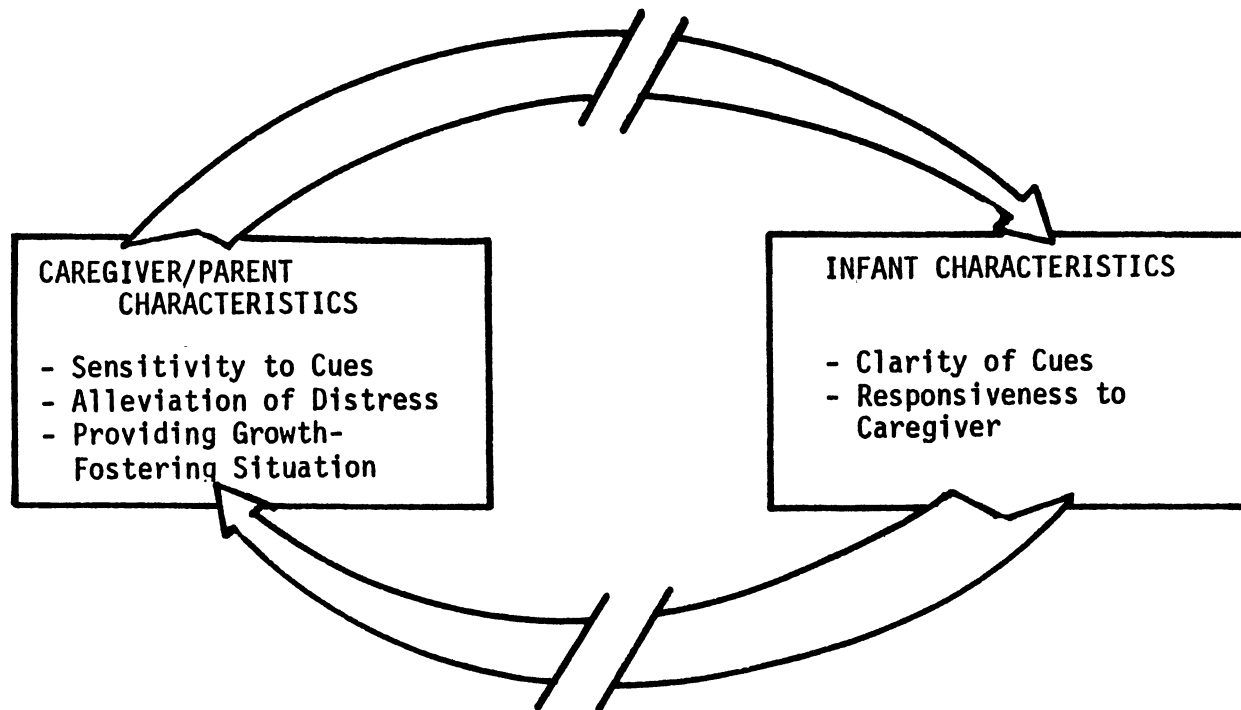 CAREGIVER/PARENT
CHARACTERISTICS
- Sensitivity to Cues
- Alleviation of Distress
- Providing Growth-
Fostering Situation
INFANT CHARACTERISTICS
- Clarity of Cues
- Responsiveness to
Caregiver